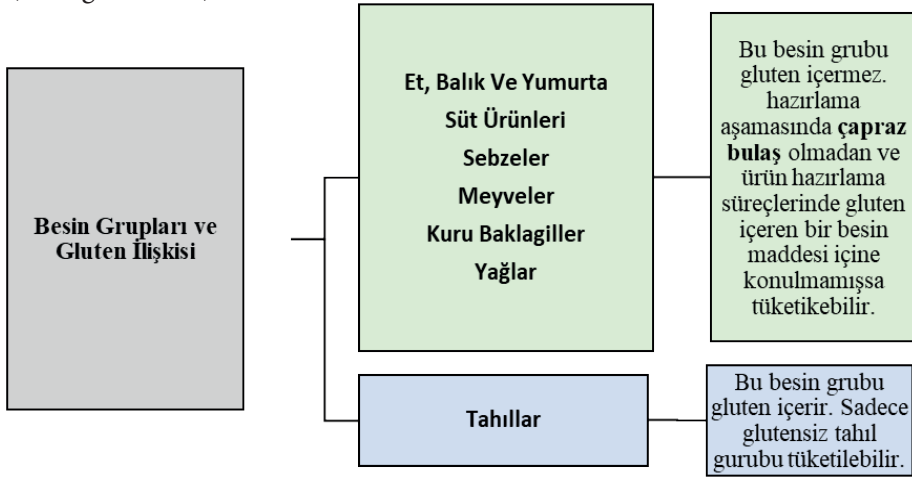 Besin Grupları ve
Gluten İlişkisi
Et, Balık Ve Yumurta
Süt Ürünleri
Sebzeler
Meyveler
Kuru Baklagiller
Yağlar
Bu besin grubu
gluten içermez.
hazırlama
aşamasında çapraz
bulaş olmadan ve
ürün hazırlama
süreçlerinde gluten
içeren bir besin
maddesi içine
konulmamışsa
tüketikebilir.
Tahıllar
Bu besin grubu
gluten içerir. Sadece
glutensiz tahıl
gurubu tüketilebilir.